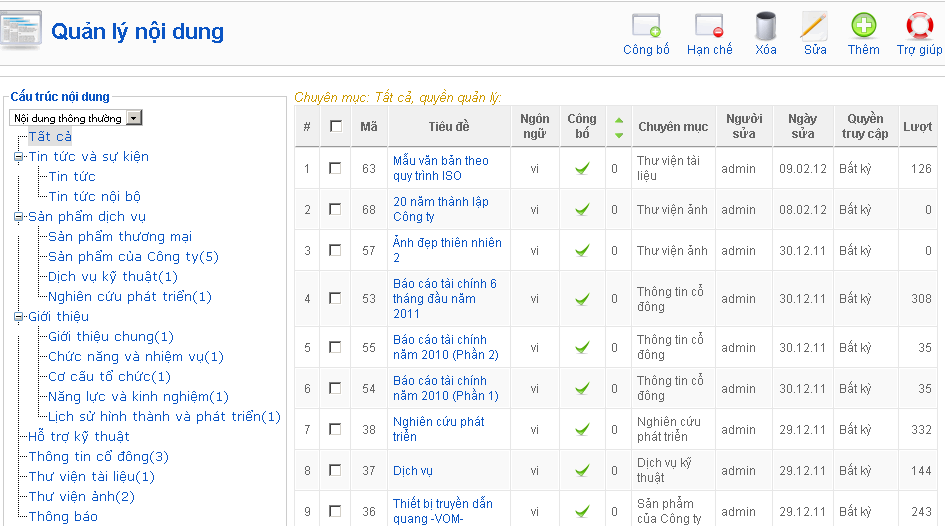 Quản lý nội dung
Công bố Hạn chế Xóa Sửa Thêm Trợ giúp
Cấu trúc nội dung
Nội dung thông thường
Tất cả
Tin tức và sự kiện
Tin tức
Tin tức nội bộ
Sản phẩm dịch vụ
Sản phẩm thương mại
Sản phẩm của Công ty(5)
Dịch vụ kỹ thuật(1)
Nghiên cứu phát triển(1)
Giới thiệu
Giới thiệu chung(1)
Chức năng và nhiệm vụ(1)
Cơ cấu tổ chức(1)
Năng lực và kinh nghiệm(1)
Lịch sử hình thành và phát triển(1)
Hỗ trợ kỹ thuật
Thông tin cổ đông(3)
Thư viện tài liệu(1)
Thư viện ảnh(2)
Thông báo
Chuyên mục: Tất cả, quyền quản lý:
# Mã Tiêu đề Ngôn ngữ Công bố Chuyên mục Người sửa Ngày sửa Quyền truy cập Lượt
1 63 Mẫu văn bản theo quy trình ISO vi 0 Thư viện tài liệu admin 09.02.12 Bất kỳ 126
2 68 20 năm thành lập Công ty vi 0 Thư viện ảnh admin 08.02.12 Bất kỳ 0
3 57 Ảnh đẹp thiên nhiên 2 vi 0 Thư viện ảnh admin 30.12.11 Bất kỳ 0
4 53 Báo cáo tài chính 6 tháng đầu năm 2011 vi 0 Thông tin cổ đông admin 30.12.11 Bất kỳ 308
5 55 Báo cáo tài chính năm 2010 (Phần 2) vi 0 Thông tin cổ đông admin 30.12.11 Bất kỳ 35
6 54 Báo cáo tài chính năm 2010 (Phần 1) vi 0 Thông tin cổ đông admin 30.12.11 Bất kỳ 35
7 38 Nghiên cứu phát triển vi 0 Nghiên cứu phát triển admin 29.12.11 Bất kỳ 332
8 37 Dịch vụ vi 0 Dịch vụ kỹ thuật admin 29.12.11 Bất kỳ 144
9 36 Thiết bị truyền dẫn quang -VOM- vi 0 Sản phẩm của Công ty admin 29.12.11 Bất kỳ 243